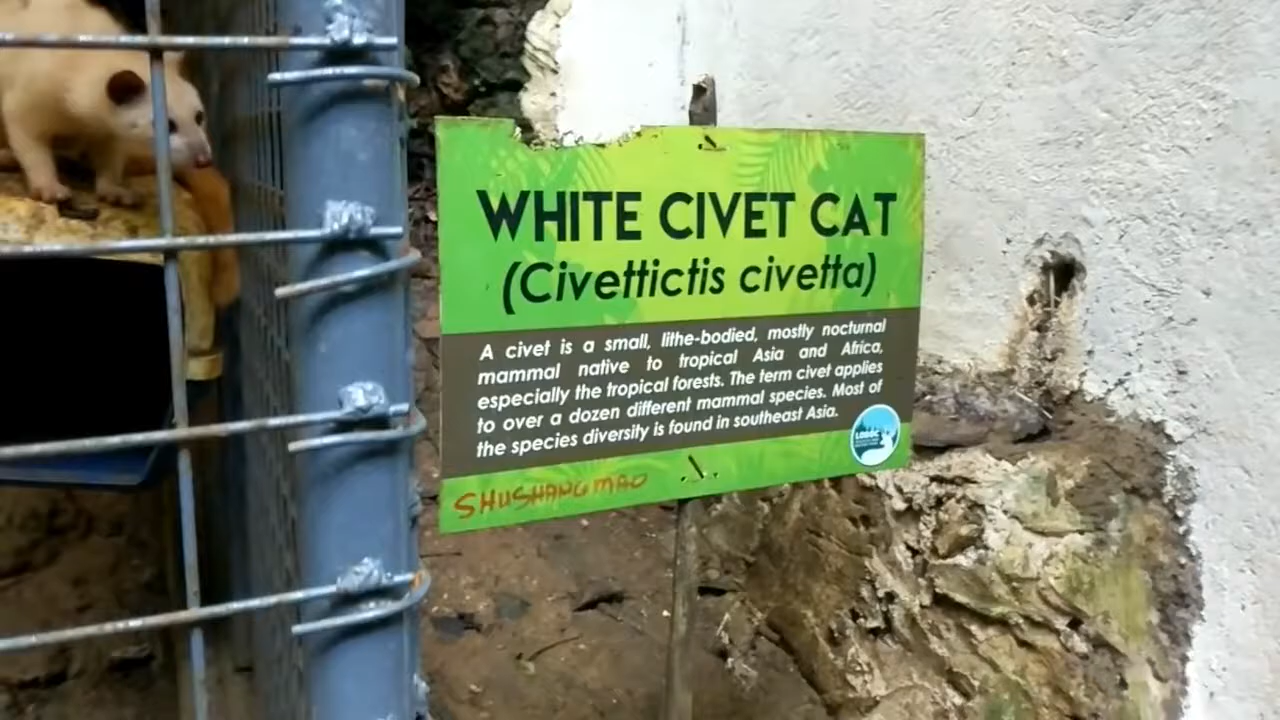 WHITE CIVET CAT
(Civettictis civetta)
A civet is a small, lithe-bodied, mostly nocturnal
mammal native to tropical Asia and Africa,
especially the tropical forests. The term civet applies
to over a dozen different mammal species. Most of
the species diversity is found in southeast Asia.
LOBOC
SHUSHANGMAO